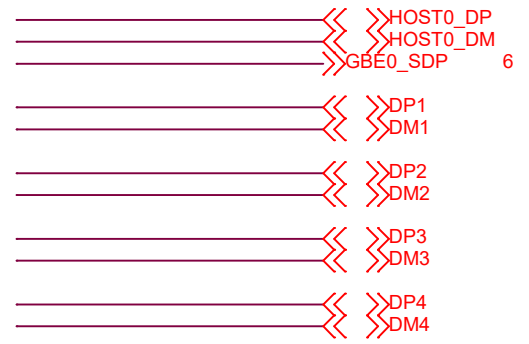 HOST0_DP
HOST0_DM
GBE0_SDP 6
DP1
DM1
DP2
DM2
DP3
DM3
DP4
DM4